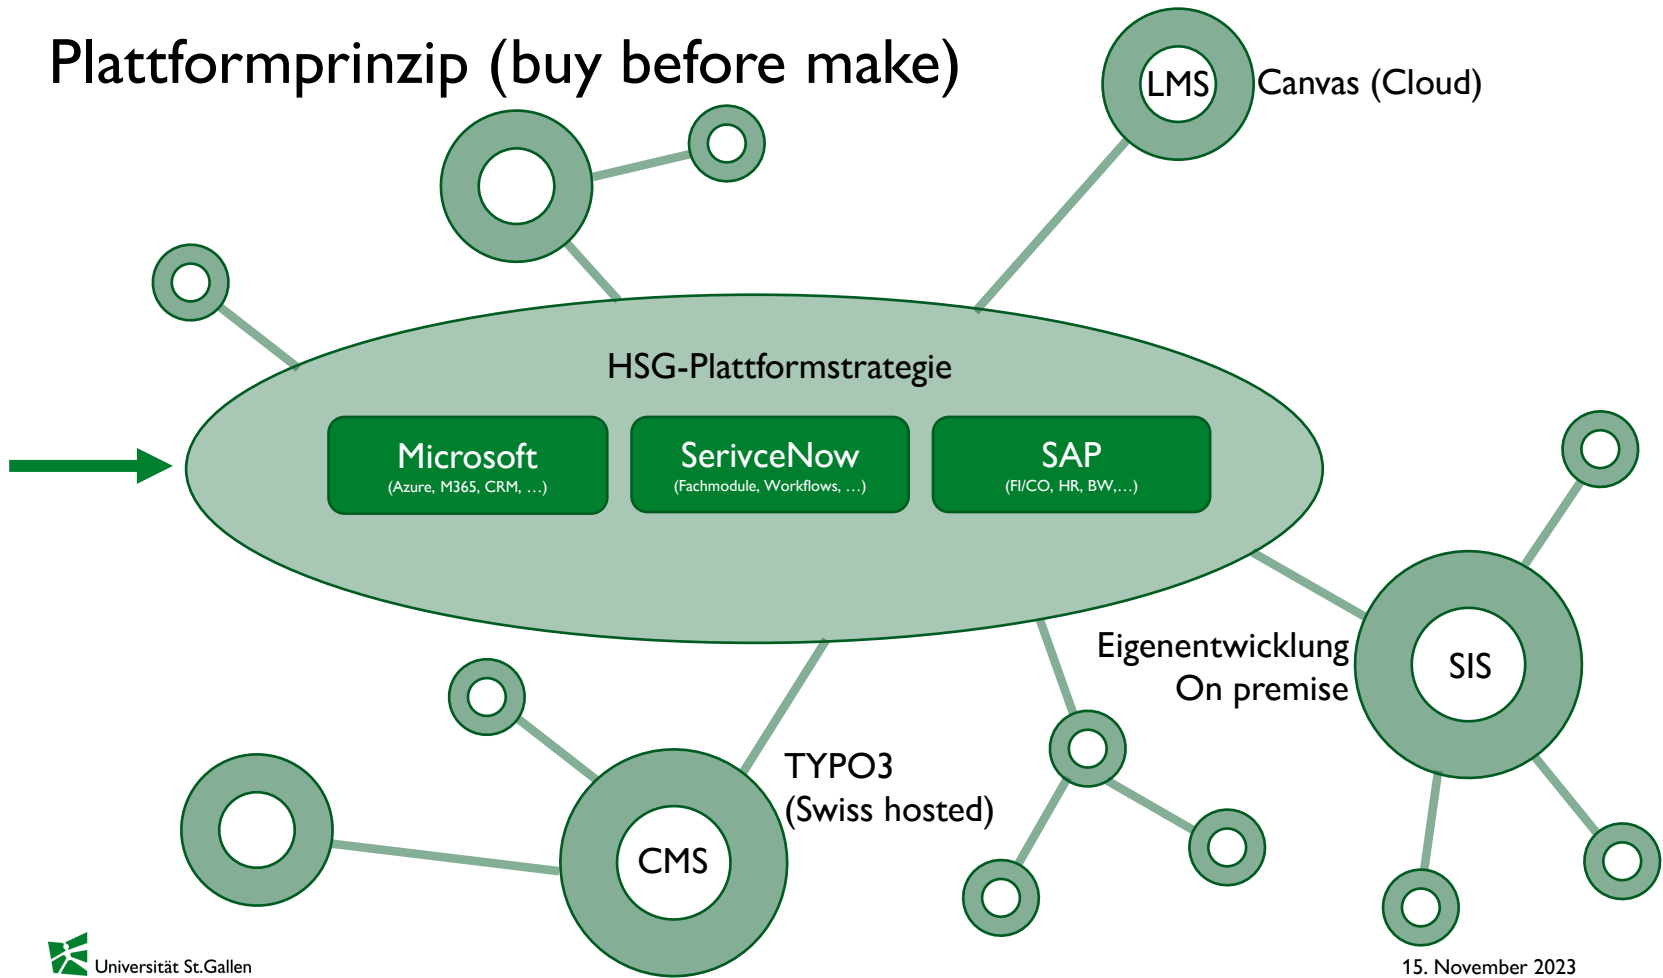 Plattformprinzip (buy before make)
LMS
Canvas (Cloud)
HSG-Plattformstrategie
Microsoft
(Azure, M365, CRM, …)
SerivceNow
(Fachmodule, Workflows, …)
SAP
(FI/CO, HR, BW,…)
Eigenentwicklung
On premise
SIS
TYPO3
(Swiss hosted)
CMS
Universität St.Gallen
15. November 2023